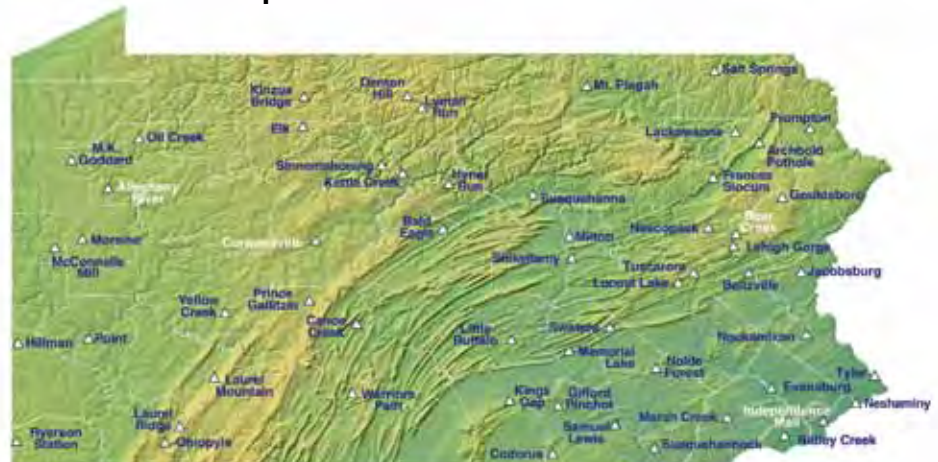 Salt Springs
Mt. Pisgah
Denton
Hill
Kinzua
Bridge
Lyman
Run
Elk
Oil Creek
M.K.
Goddard
Lackawanna
Prompton
Archbald
Pothole
Sinnemahoning
Kettle Creek
Hyner
Run
Frances
Slocum
Gouldsboro
Allegheny
River
Susquehanna
Bald
Eagle
Curwensville
Moraine
McConnells
Mill
Milton
Shikellamy
Nescopeck
Bear
Creek
Lehigh Gorge
Tuscarora
Locust Lake
Beltzville
Jacobsburg
Prince
Gallitzin
Yellow
Creek
Canoe
Creek
Little
Buffalo
Swatara
Nockamixon
Hillman
Point
Memorial
Lake
Nolde
Forest
Tyler
Evansburg
Laurel
Mountain
Warriors
Path
Kings
Gap
Gifford
Pinchot
Marsh Creek
Independence
Mall
Neshaminy
Laurel
Ridge
Ohiopyle
Ryerson
Station
Samuel
Lewis
Codorus
Susquehannock
Ridley Creek